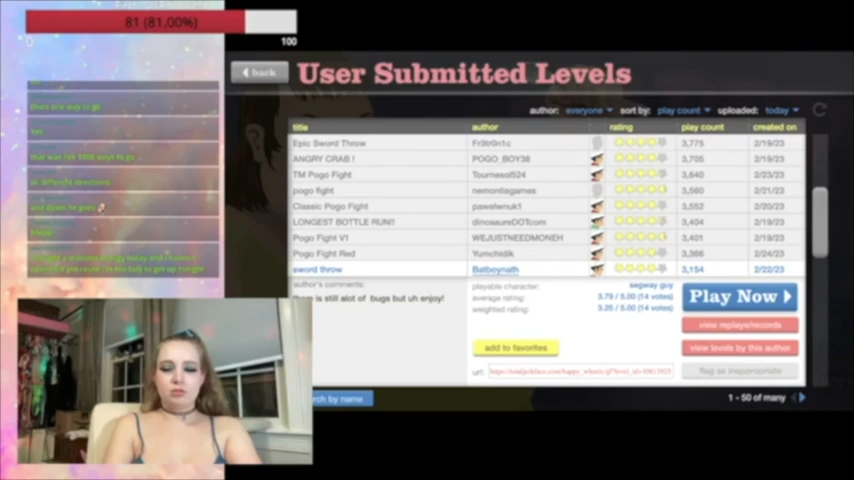 81 (81.00%)
0
100
this one way to go
Yet
that was like 1000 ways to go
all different directions
and down he goes
back
User Submitted Levels
author: everyone
sort by: play count
uploaded: today
title author rating play count created on
Epic Sword Throw Fr3t0n1c 3,775 2/19/23
ANGRY CRAB ! POGO_BOY38 3,705 2/19/23
TM Pogo Fight Tournesol524 3,640 2/23/23
pogo fight nemontisgames 3,560 2/21/23
Classic Pogo Fight pawelwnuk1 3,552 2/20/23
LONGEST BOTTLE RUN!! dinosaureDOTcom 3,404 2/19/23
Pogo Fight V1 WEJUSTNEEDMONEH 3,401 2/19/23
Pogo Fight Red Yumchidik 3,366 2/24/23
sword throw Batboynath 3,154 2/22/23
author's comments:
is still alot of bugs but uh enjoy!
playable character: segway guy
average rating: 3.79 / 5.00 (14 votes)
weighted rating: 3.25 / 5.00 (14 votes)
add to favorites
url:
Play Now
view replays/records
view levels by this author
flag as inappropriate
rch by name
1 - 50 of many